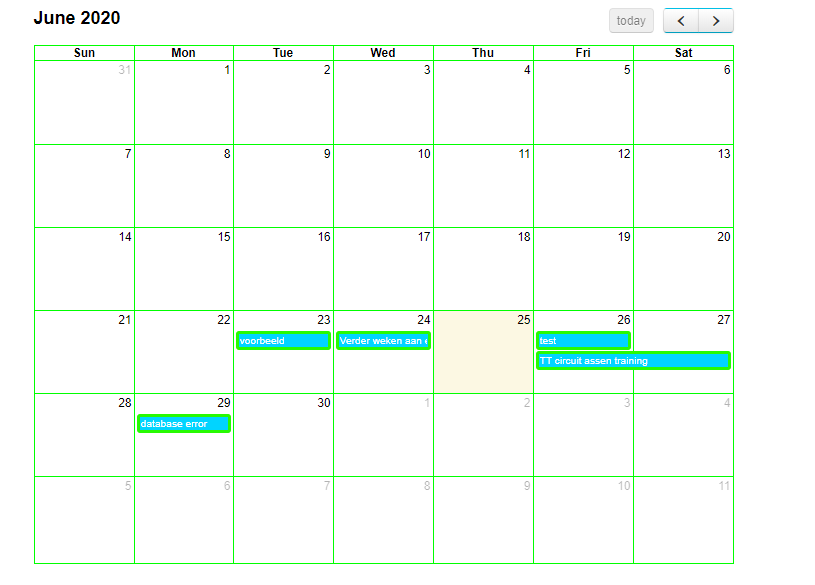 June 2020
today
Sun Mon Tue Wed Thu Fri Sat
31 1 2 3 4 5 6
7 8 9 10 11 12 13
14 15 16 17 18 19 20
21 22 23 24 25 26 27
voorbeeld Verder weken aan test
TT circuit assen training
28 29 30 1 2 3 4
database error
5 6 7 8 9 10 11